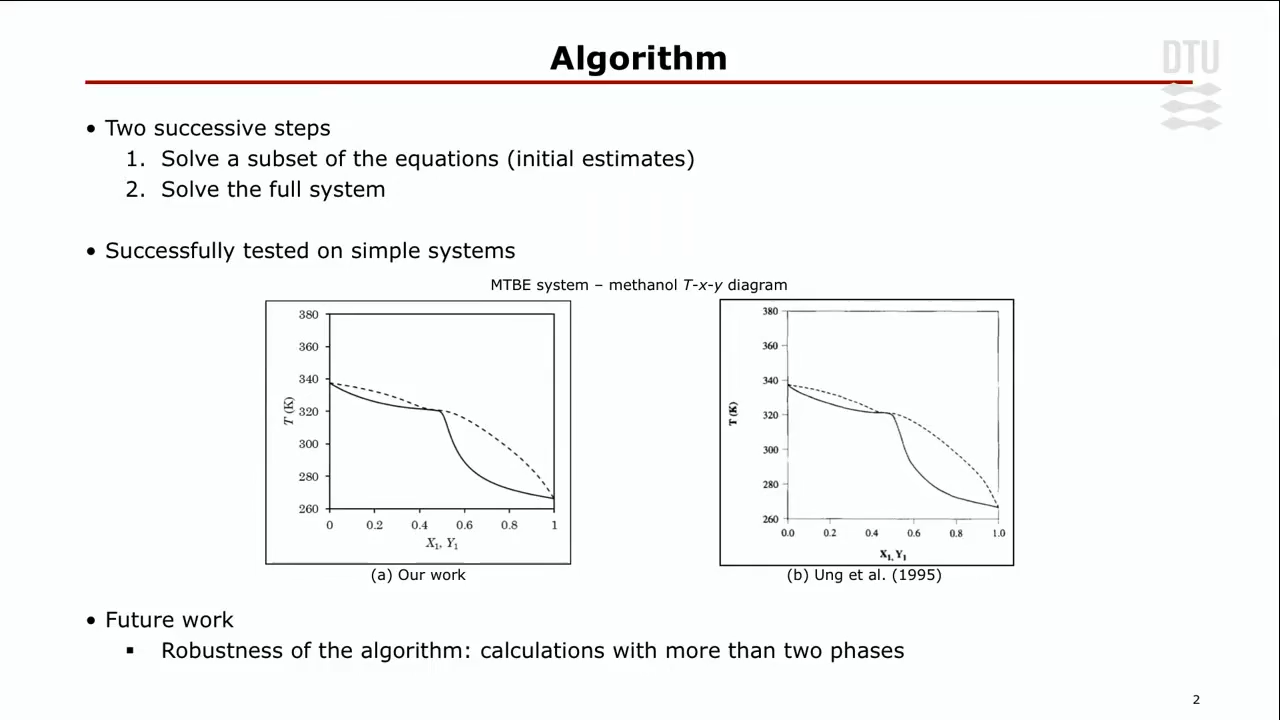 Algorithm
DTU
• Two successive steps
1. Solve a subset of the equations (initial estimates)
2. Solve the full system
• Successfully tested on simple systems
MTBE system – methanol T-x-y diagram
380
360
340
320
300
280
260
T (K)
0 0.2 0.4 0.6 0.8 1
X1, Y1
(a) Our work
380
360
340
320
300
280
260
T (K)
0.0 0.2 0.4 0.6 0.8 1.0
X1, Y1
(b) Ung et al. (1995)
• Future work
▪ Robustness of the algorithm: calculations with more than two phases
2